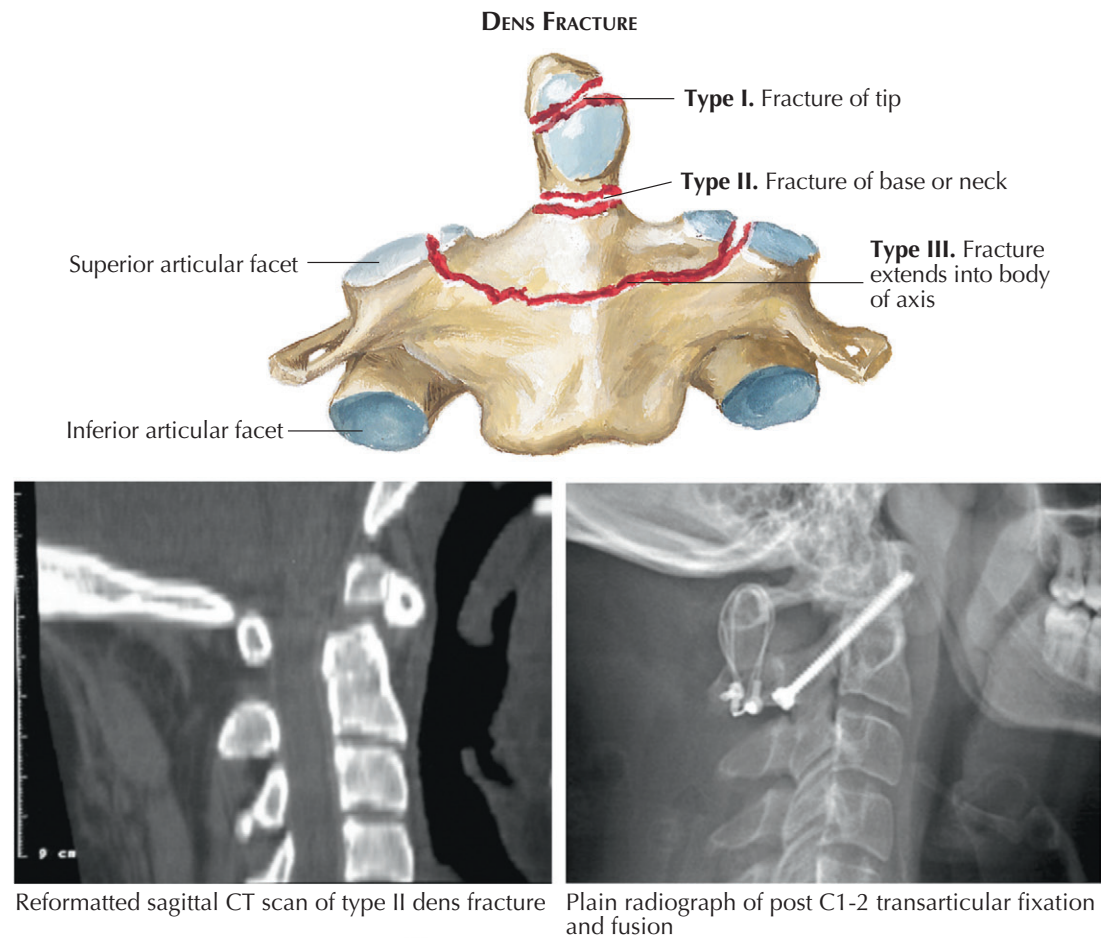 DENS FRACTURE
Type I. Fracture of tip
Type II. Fracture of base or neck
Superior articular facet
Type III. Fracture
extends into body
of axis
Inferior articular facet
9 cm
Reformatted sagittal CT scan of type II dens fracture
Plain radiograph of post C1-2 transarticular fixation
and fusion